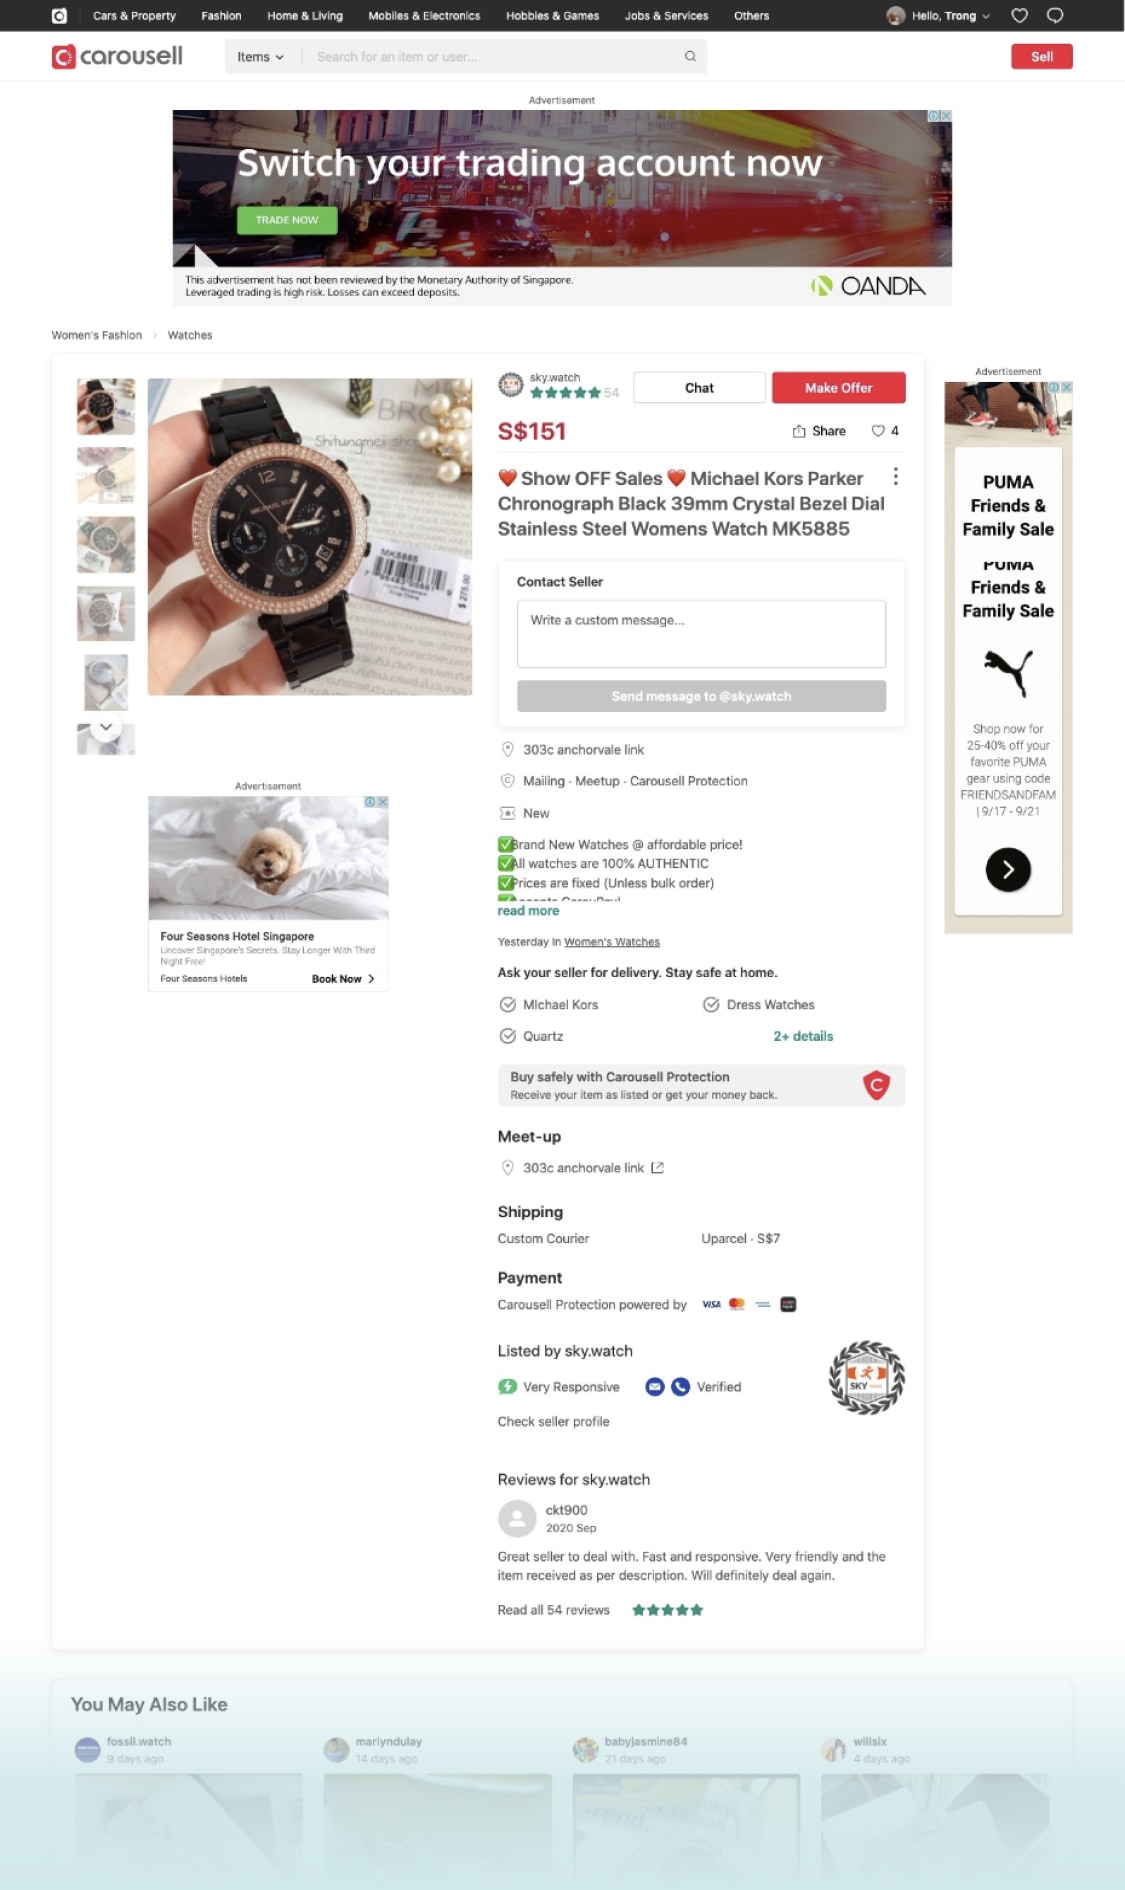 Cars & Property Fashion Home & Living Mobiles & Electronics Hobbies & Games Jobs & Services Others Hello, Trong
carousell Items Search for an item or user... Sell
Advertisement
Switch your trading account now
TRADE NOW
This advertisement has not been reviewed by the Monetary Authority of Singapore.
Leveraged trading is high risk. Losses can exceed deposits.
OANDA
Women's Fashion > Watches
Shitungmeii shop
12
MICHAEL KORS
MK5885
$ 275.00
sky.watch
54
Chat
Make Offer
S$151
Share
4
❤️ Show OFF Sales ❤️ Michael Kors Parker
Chronograph Black 39mm Crystal Bezel Dial
Stainless Steel Womens Watch MK5885
Contact Seller
Write a custom message...
Send message to @sky.watch
303c anchorvale link
Mailing · Meetup · Carousell Protection
New
✅Brand New Watches @ affordable price!
✅All watches are 100% AUTHENTIC
✅Prices are fixed (Unless bulk order)
read more
Yesterday in Women's Watches
Ask your seller for delivery. Stay safe at home.
Michael Kors
Dress Watches
Quartz
2+ details
Buy safely with Carousell Protection
Receive your item as listed or get your money back.
Meet-up
303c anchorvale link
Shipping
Custom Courier
Uparcel · S$7
Payment
Carousell Protection powered by VISA
Listed by sky.watch
Very Responsive
Verified
SKY
Check seller profile
Reviews for sky.watch
ckt900
2020 Sep
Great seller to deal with. Fast and responsive. Very friendly and the
item received as per description. Will definitely deal again.
Read all 54 reviews
Advertisement
Four Seasons Hotel Singapore
Uncover Singapore's Secrets. Stay Longer With Third
Night Free!
Four Seasons Hotels
Book Now
Advertisement
PUMA
Friends &
Family Sale
PUMA
Friends &
Family Sale
Shop now for
25-40% off your
favorite PUMA
gear using code
FRIENDSANDFAM
| 9/17 - 9/21
You May Also Like
fossil.watch
9 days ago
marlyndulay
14 days ago
babyjasmine84
21 days ago
willsix
4 days ago